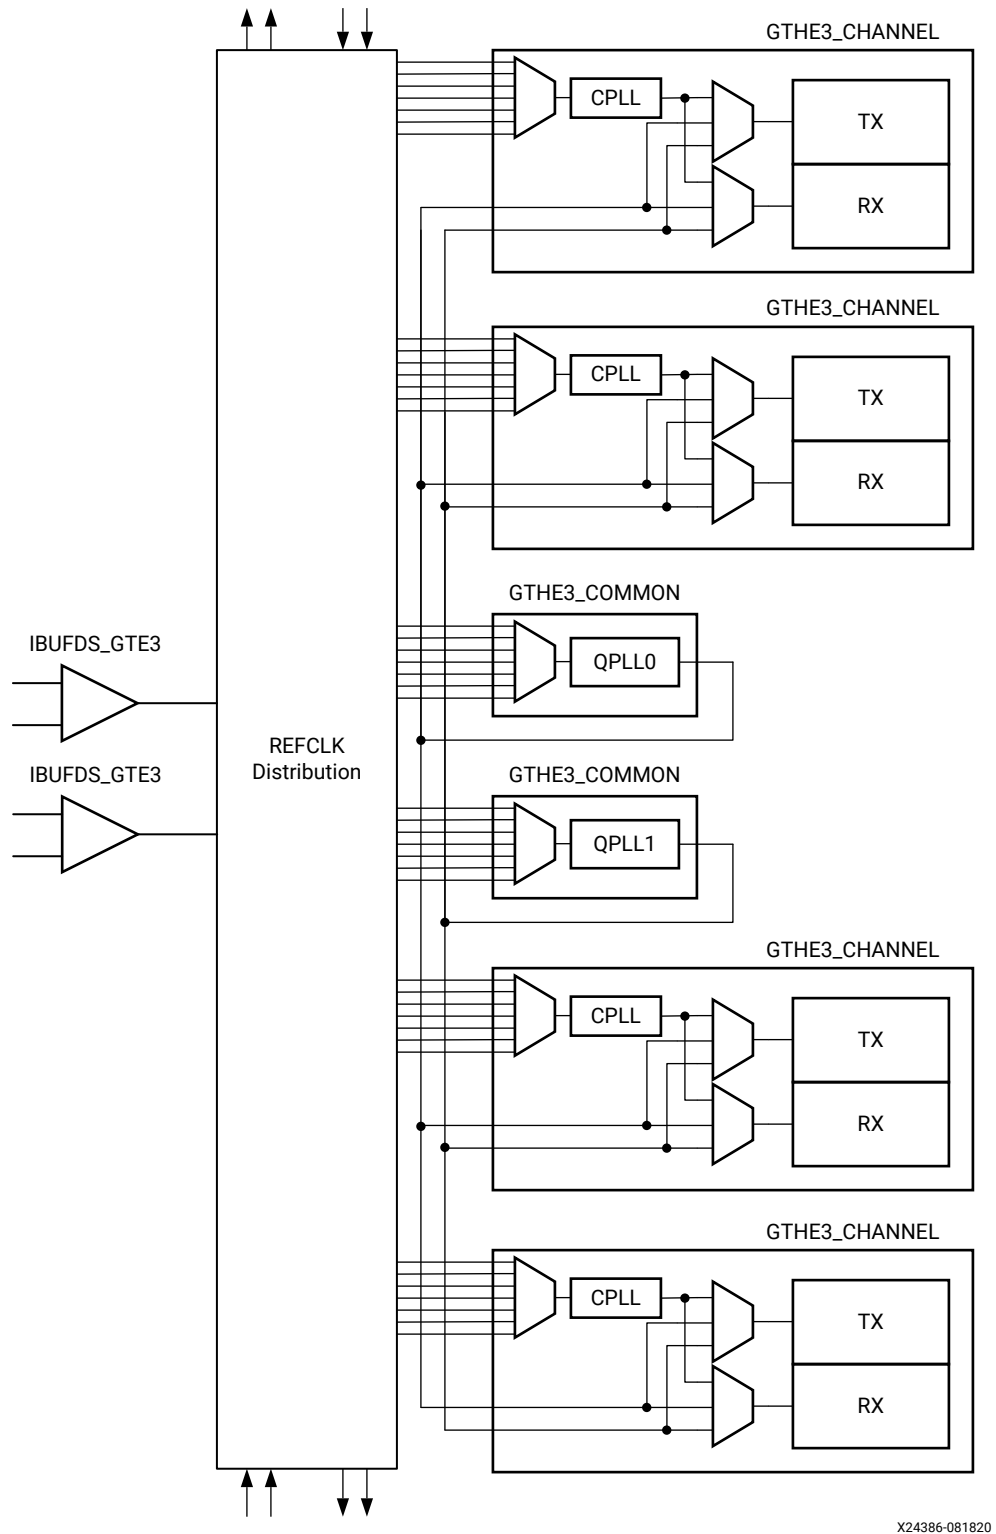 GTHE3_CHANNEL
CPLL
TX
RX
GTHE3_CHANNEL
CPLL
TX
RX
GTHE3_COMMON
IBUFDS_GTE3
QPLL0
REFCLK
Distribution
IBUFDS_GTE3
GTHE3_COMMON
QPLL1
GTHE3_CHANNEL
CPLL
TX
RX
GTHE3_CHANNEL
CPLL
TX
RX
X24386-081820